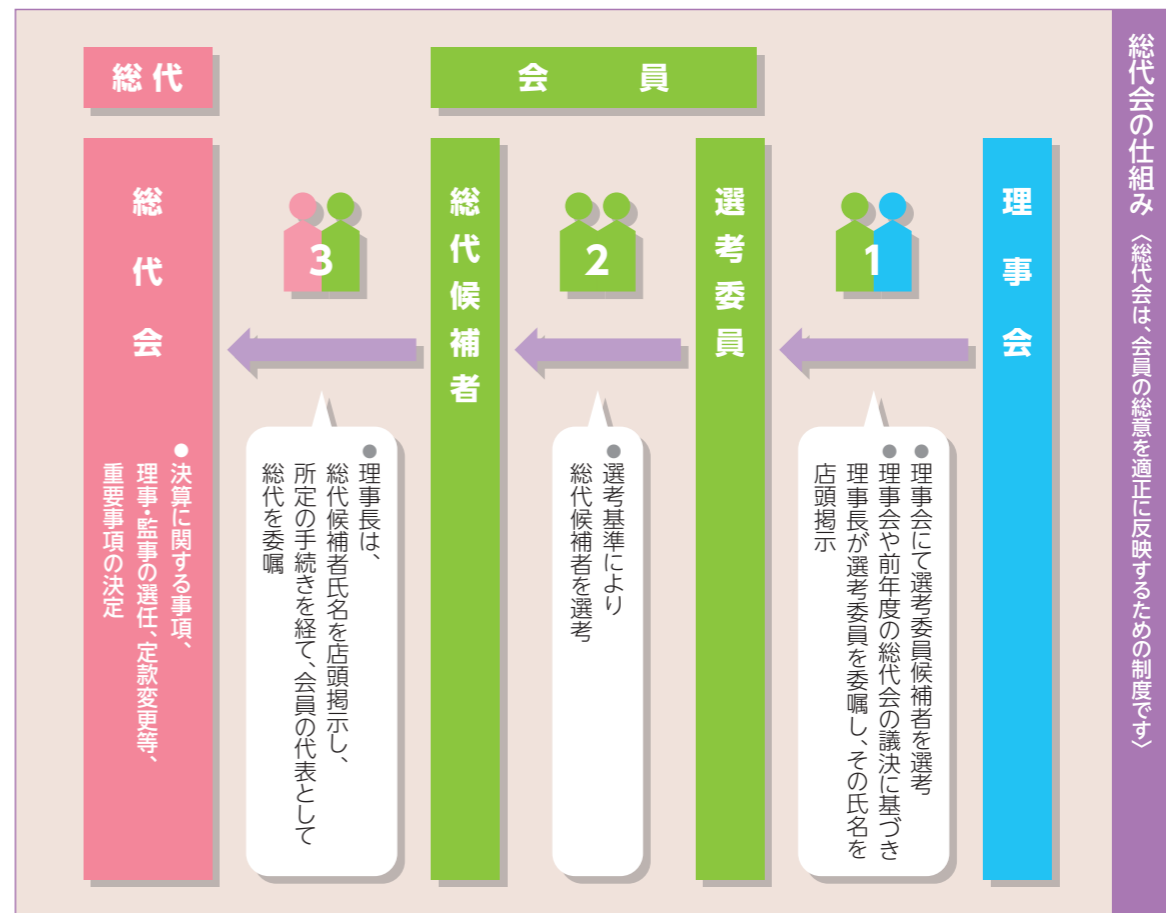 総代会の仕組み〈総代会は、会員の総意を適正に反映するための制度です〉
会員
総代
理事会
1
●理事会にて選考委員候補者を選考
●理事会や前年度の総代会の議決に基づき
理事長が選考委員を委嘱し、その氏名を
店頭掲示
選考委員
2
●選考基準により
総代候補者を選考
総代候補者
3
●理事長は、
総代候補者氏名を店頭掲示し、
所定の手続きを経て、会員の代表として
総代を委嘱
総代会
●決算に関する事項、
理事・監事の選任、定款変更等、
重要事項の決定